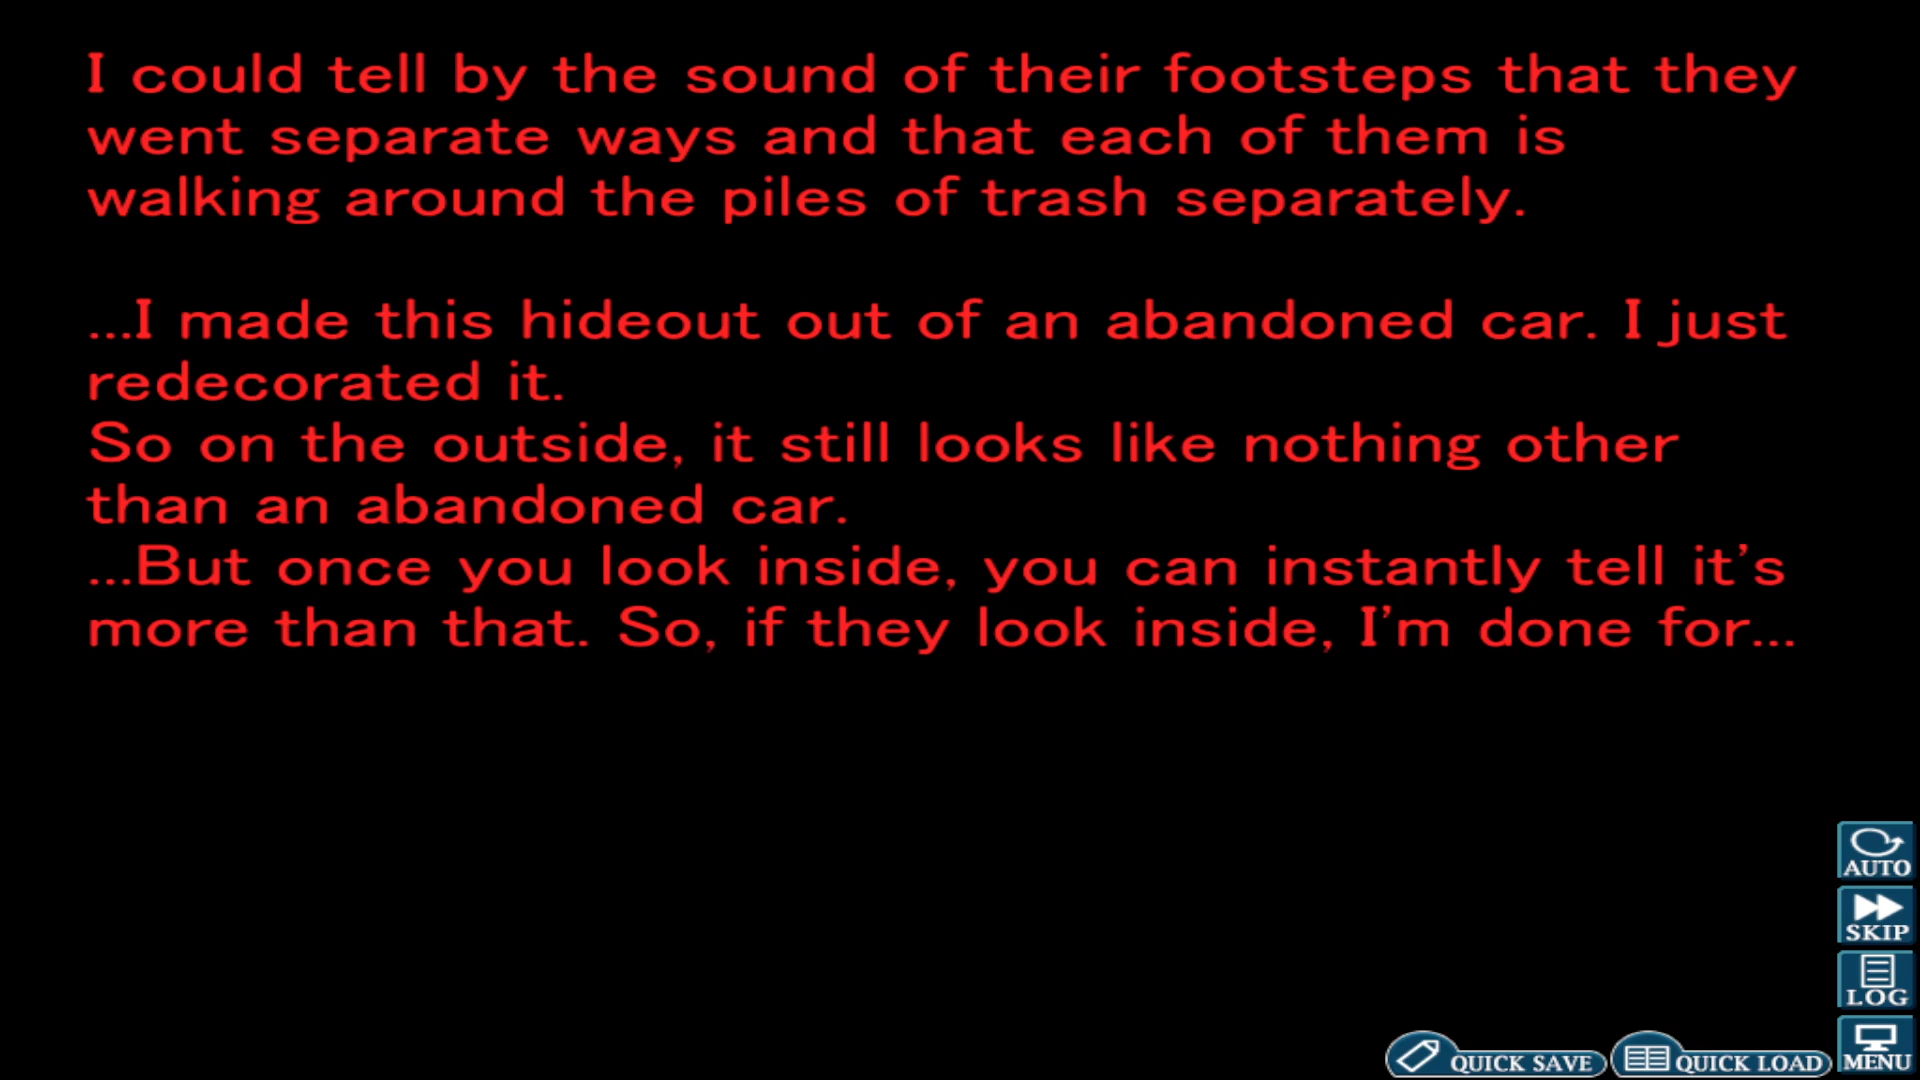 I could tell by the sound of their footsteps that they
went separate ways and that each of them is
walking around the piles of trash separately.
...I made this hideout out of an abandoned car. I just
redecorated it.
So on the outside, it still looks like nothing other
than an abandoned car.
...But once you look inside, you can instantly tell it's
more than that. So, if they look inside, I'm done for...
AUTO
SKIP
LOG
MENU
QUICK SAVE
QUICK LOAD